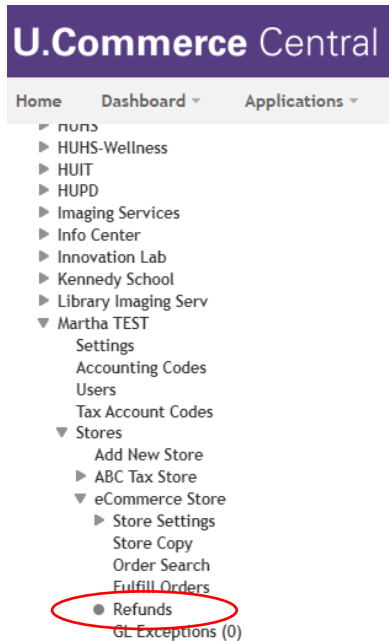 U.Commerce Central
Home Dashboard Applications
HUHS
HUHS-Wellness
HUIT
HUPD
Imaging Services
Info Center
Innovation Lab
Kennedy School
Library Imaging Serv
Martha TEST
Settings
Accounting Codes
Users
Tax Account Codes
Stores
Add New Store
ABC Tax Store
eCommerce Store
Store Settings
Store Copy
Order Search
Fulfill Orders
Refunds
GL Exceptions (0)